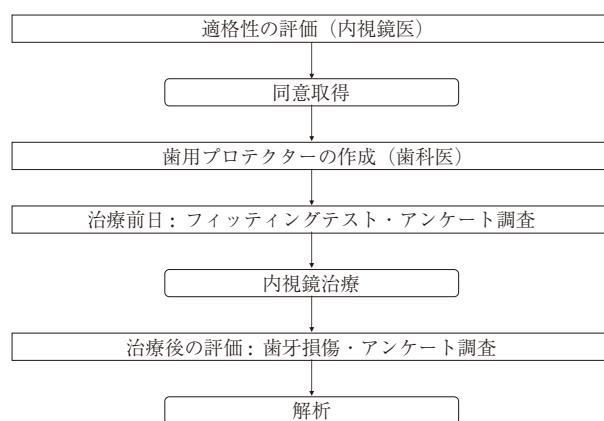 適格性の評価（内視鏡医）
同意取得
歯用プロテクターの作成（歯科医）
治療前日：フィッティングテスト・アンケート調査
内視鏡治療
治療後の評価：歯牙損傷・アンケート調査
解析